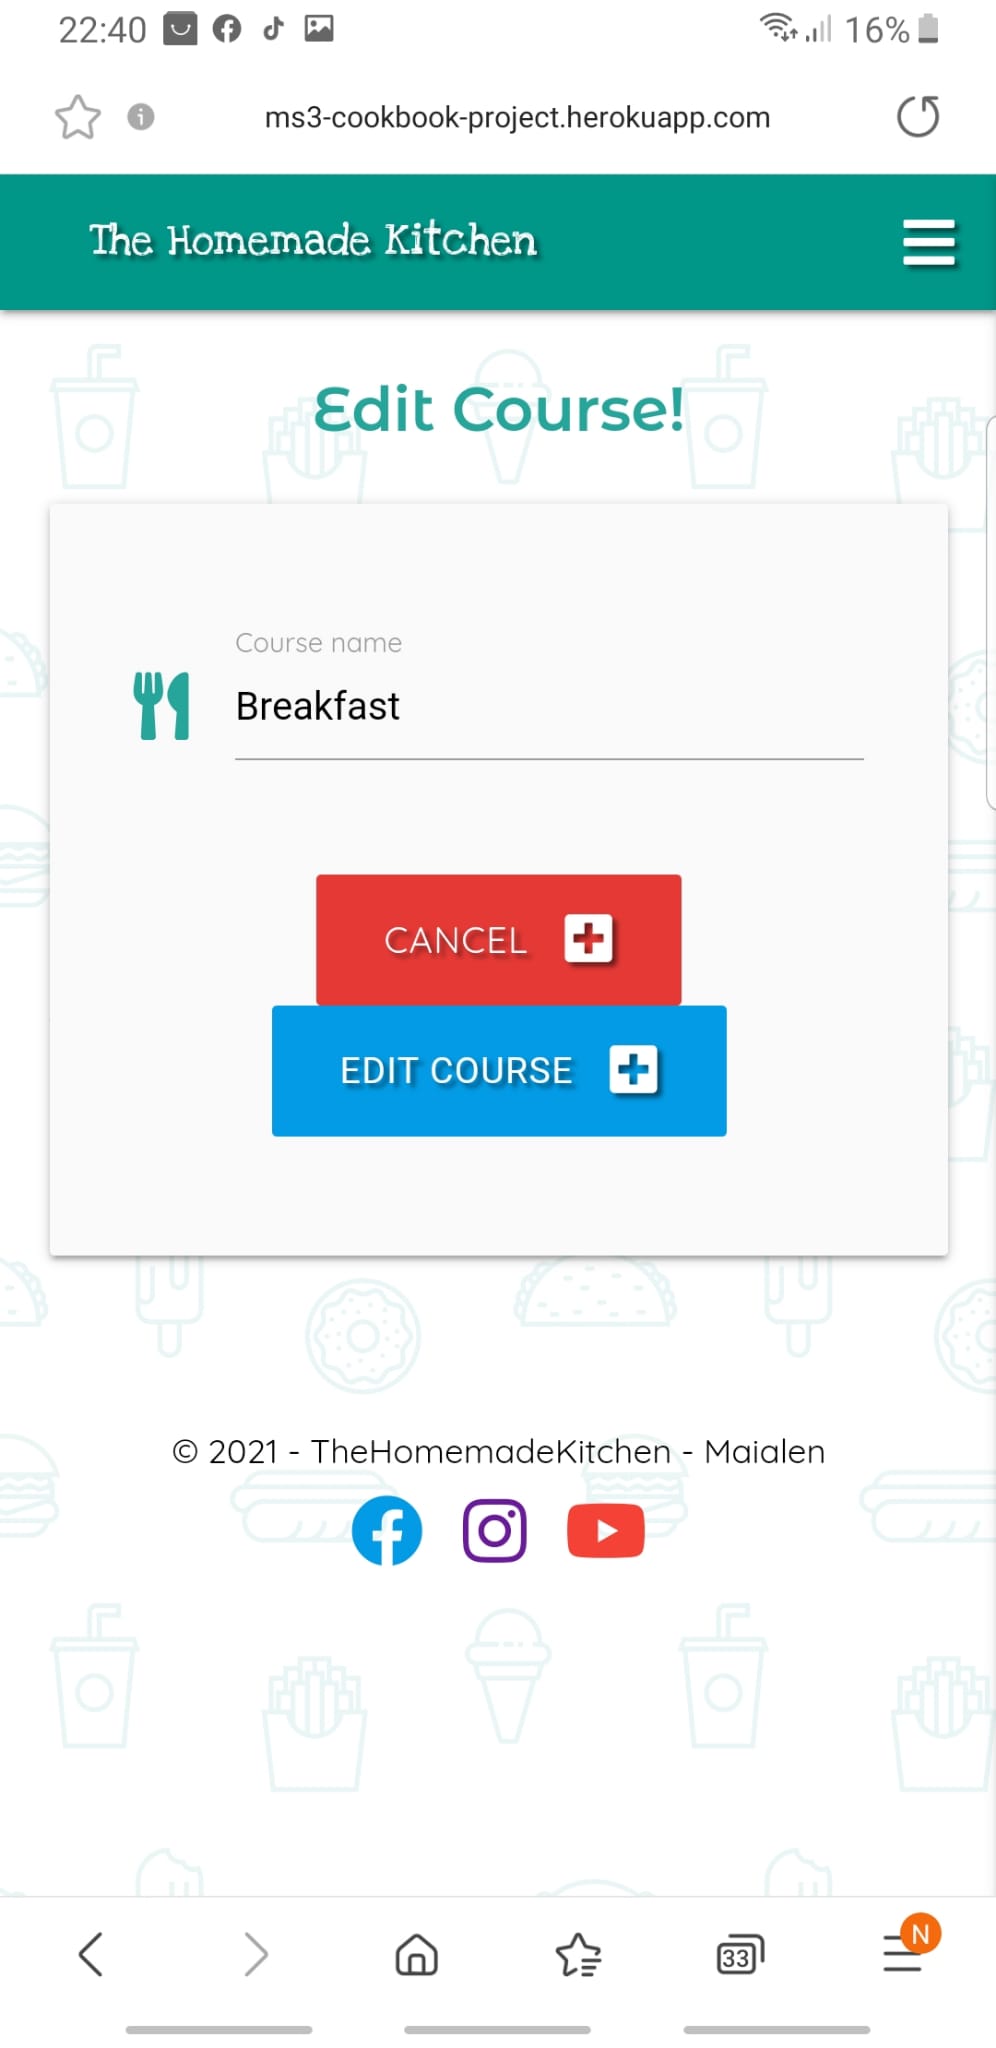 22:40
16%
ms3-cookbook-project.herokuapp.com
The Homemade Kitchen
Edit Course!
Course name
Breakfast
CANCEL
EDIT COURSE
© 2021 - TheHomemadeKitchen - Maialen
33
N